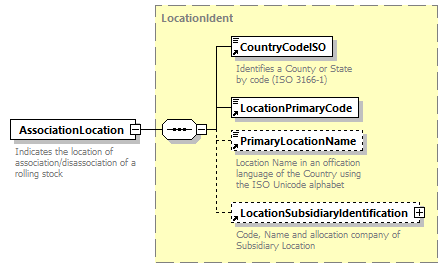 LocationIdent
CountryCodeISO
Identifies a County or State
by code (ISO 3166-1)
LocationPrimaryCode
AssociationLocation
Indicates the location of
association/disassociation of a
rolling stock
PrimaryLocationName
Location Name in an offication
language of the Country using
the ISO Unicode alphabet
LocationSubsidiaryIdentification
Code, Name and allocation company of
Subsidiary Location